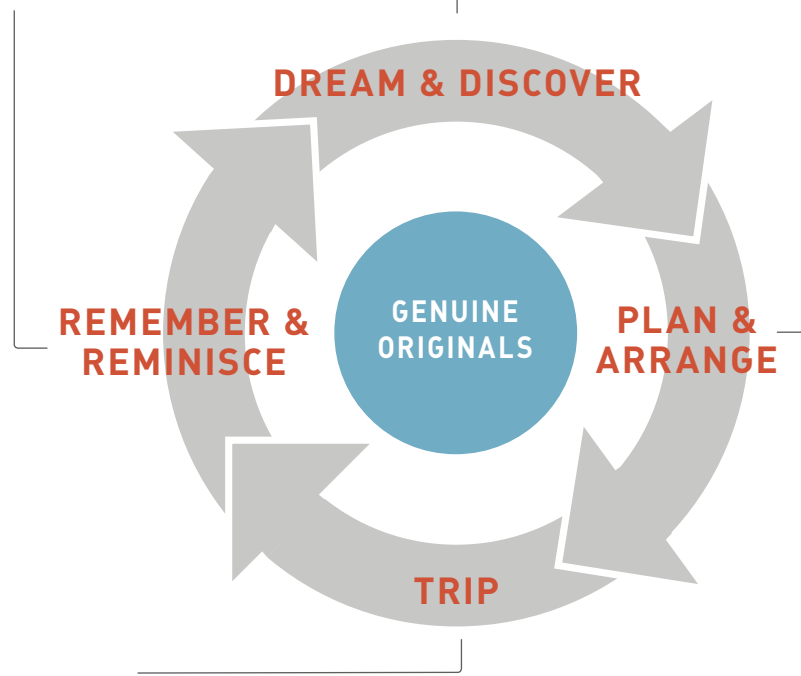 DREAM & DISCOVER
GENUINE
ORIGINALS
PLAN &
ARRANGE
TRIP
REMEMBER &
REMINISCE